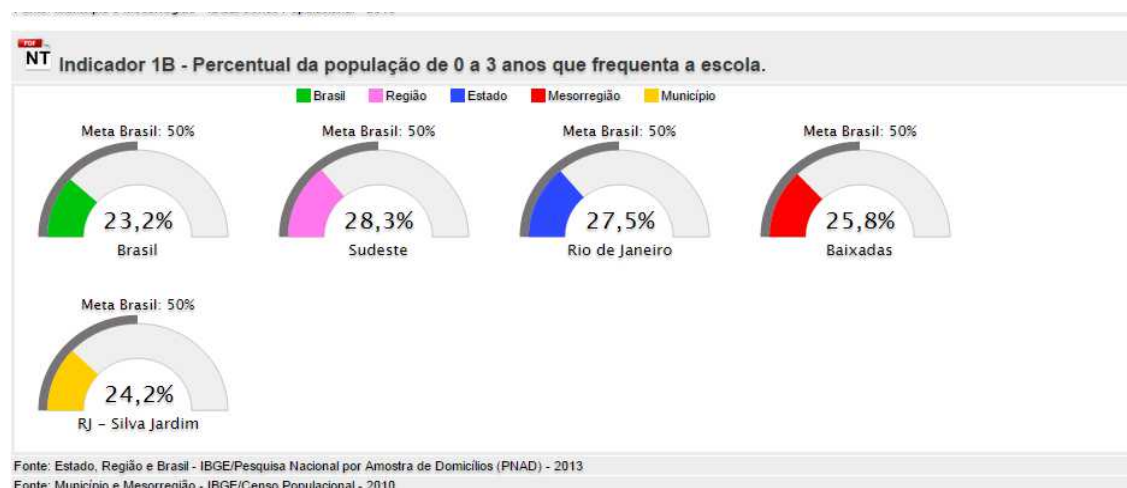 PDF
NT Indicador 1B - Percentual da população de 0 a 3 anos que frequenta a escola.
Brasil Região Estado Mesorregião Município
Meta Brasil: 50% Meta Brasil: 50% Meta Brasil: 50% Meta Brasil: 50%
23,2% 28,3% 27,5% 25,8%
Brasil Sudeste Rio de Janeiro Baixadas
Meta Brasil: 50%
24,2%
RJ - Silva Jardim
Fonte: Estado, Região e Brasil - IBGE/Pesquisa Nacional por Amostra de Domicílios (PNAD) - 2013
Fonte: Município e Mesorregião - IBGE/Censo Populacional - 2010